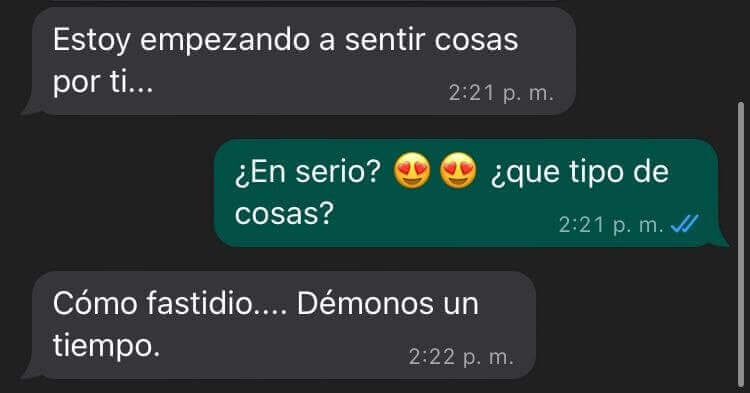 Estoy empezando a sentir cosas
por ti...
2:21 p. m.
¿En serio? 😍😍 ¿que tipo de
cosas?
2:21 p. m.
Cómo fastidio.... Démonos un
tiempo.
2:22 p. m.